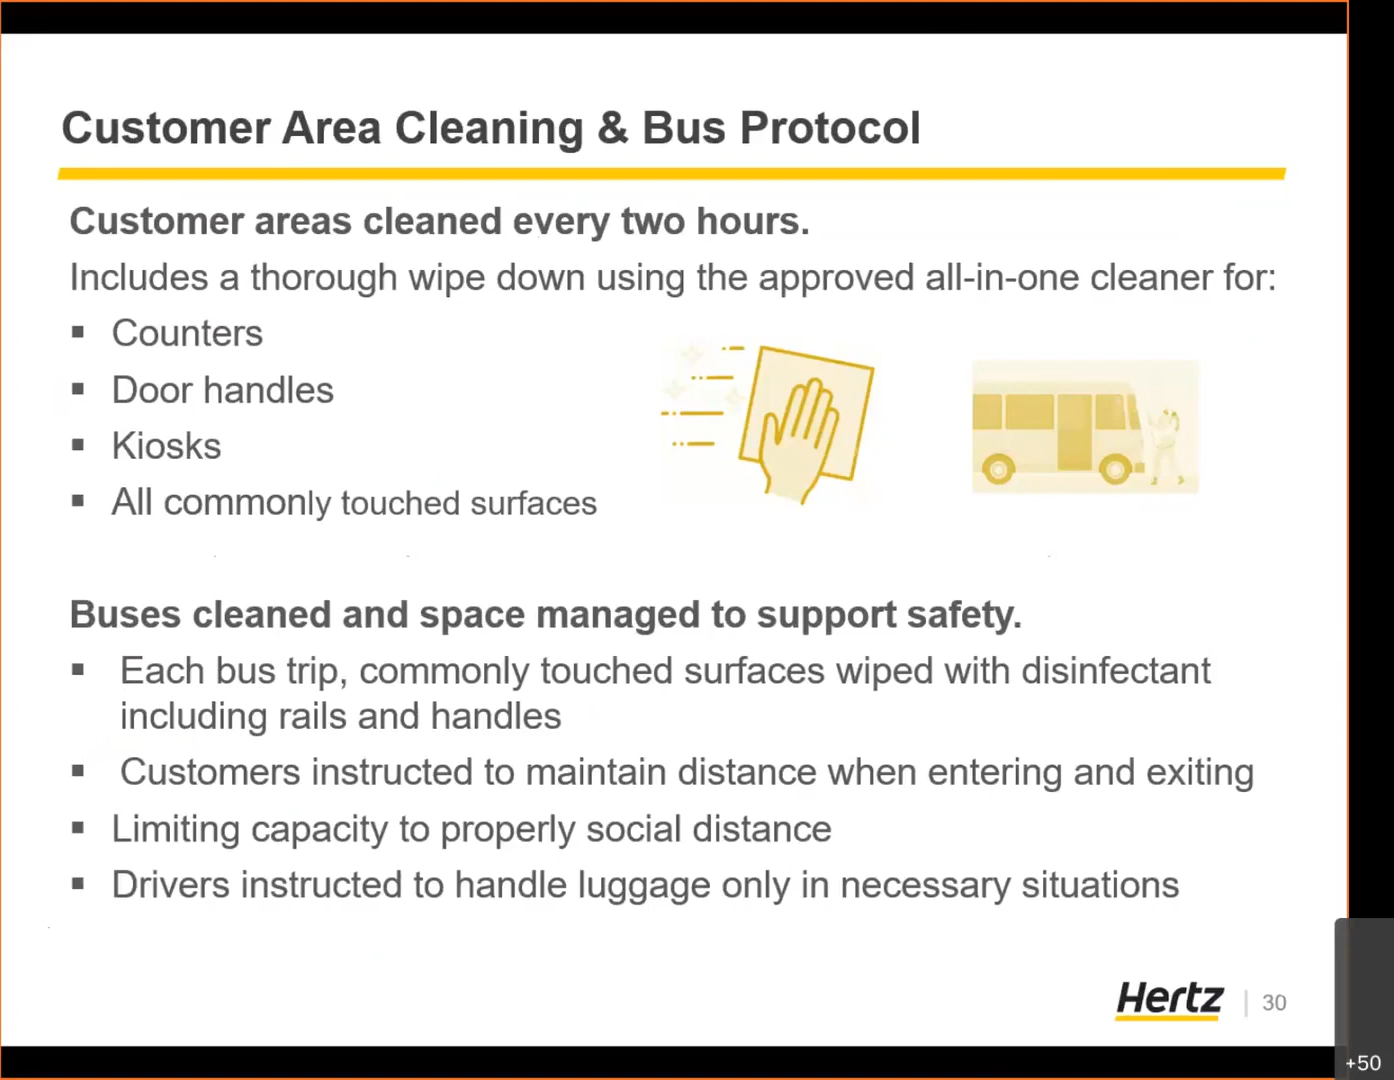 Customer Area Cleaning & Bus Protocol
Customer areas cleaned every two hours.
Includes a thorough wipe down using the approved all-in-one cleaner for:
▪ Counters
▪ Door handles
▪ Kiosks
▪ All commonly touched surfaces
Buses cleaned and space managed to support safety.
▪ Each bus trip, commonly touched surfaces wiped with disinfectant
including rails and handles
▪ Customers instructed to maintain distance when entering and exiting
▪ Limiting capacity to properly social distance
▪ Drivers instructed to handle luggage only in necessary situations
Hertz | 30
+50